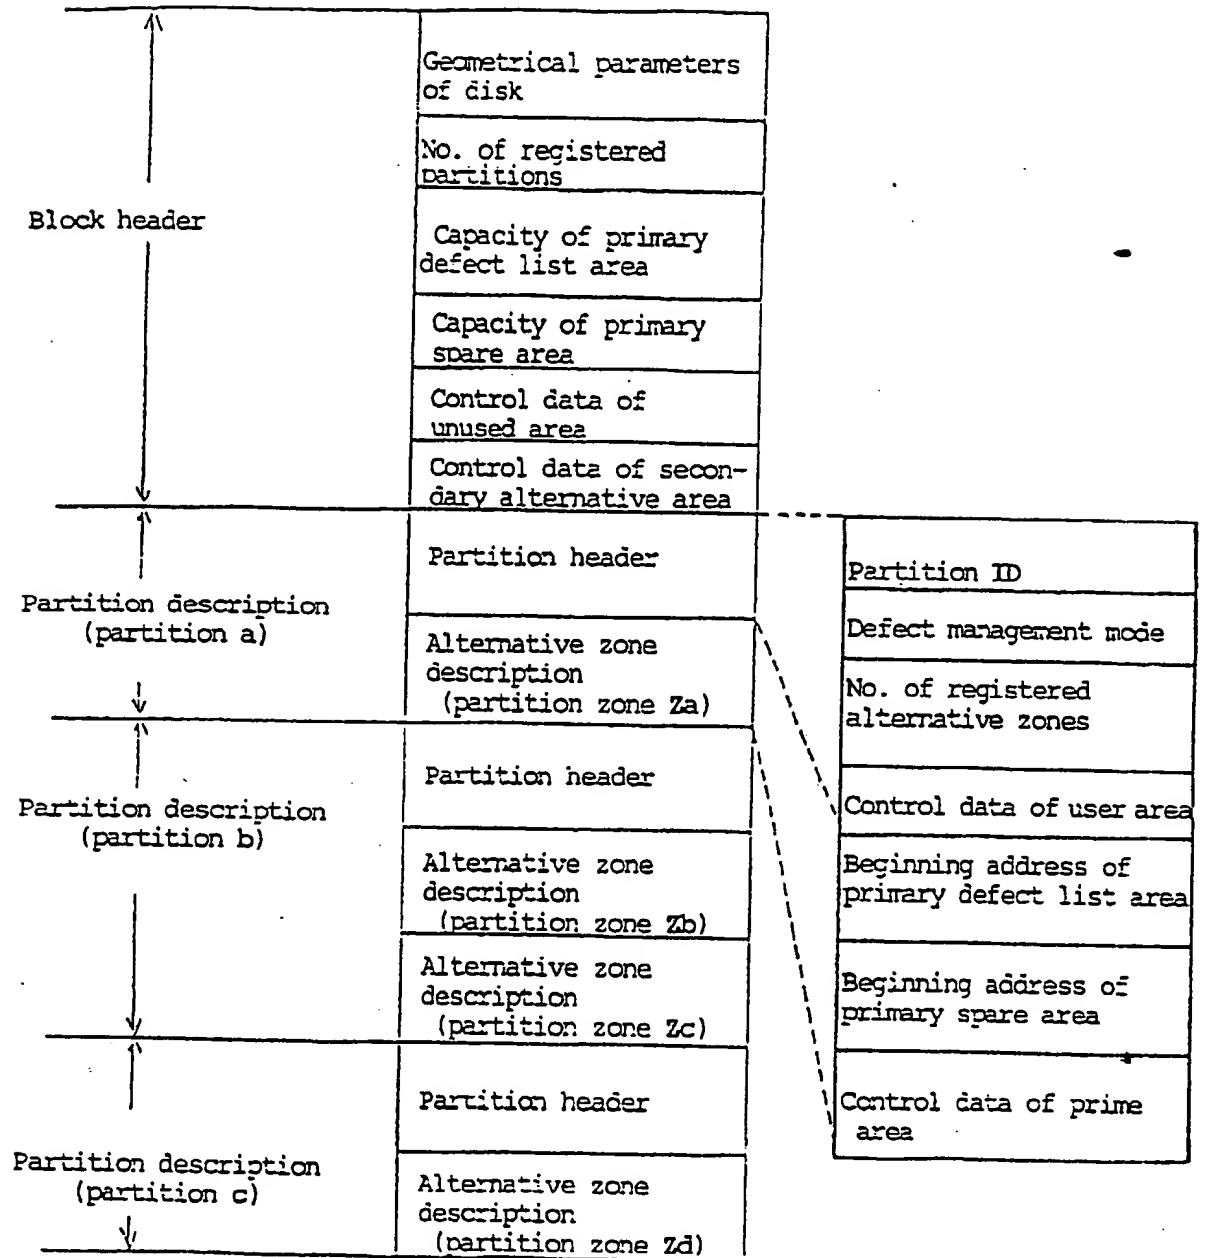 Geometrical parameters
of disk
No. of registered
partitions
Block header
Capacity of primary
defect list area
Capacity of primary
spare area
Control data of
unused area
Control data of secon-
dary alternative area
Partition description
(partition a)
Partition header
Alternative zone
description
(partition zone Za)
Partition description
(partition b)
Partition header
Alternative zone
description
(partition zone Zb)
Alternative zone
description
(partition zone Zc)
Partition description
(partition c)
Partition header
Alternative zone
description
(partition zone Zd)
Partition ID
Defect management mode
No. of registered
alternative zones
Control data of user area
Beginning address of
primary defect list area
Beginning address of
primary spare area
Control data of prime
area